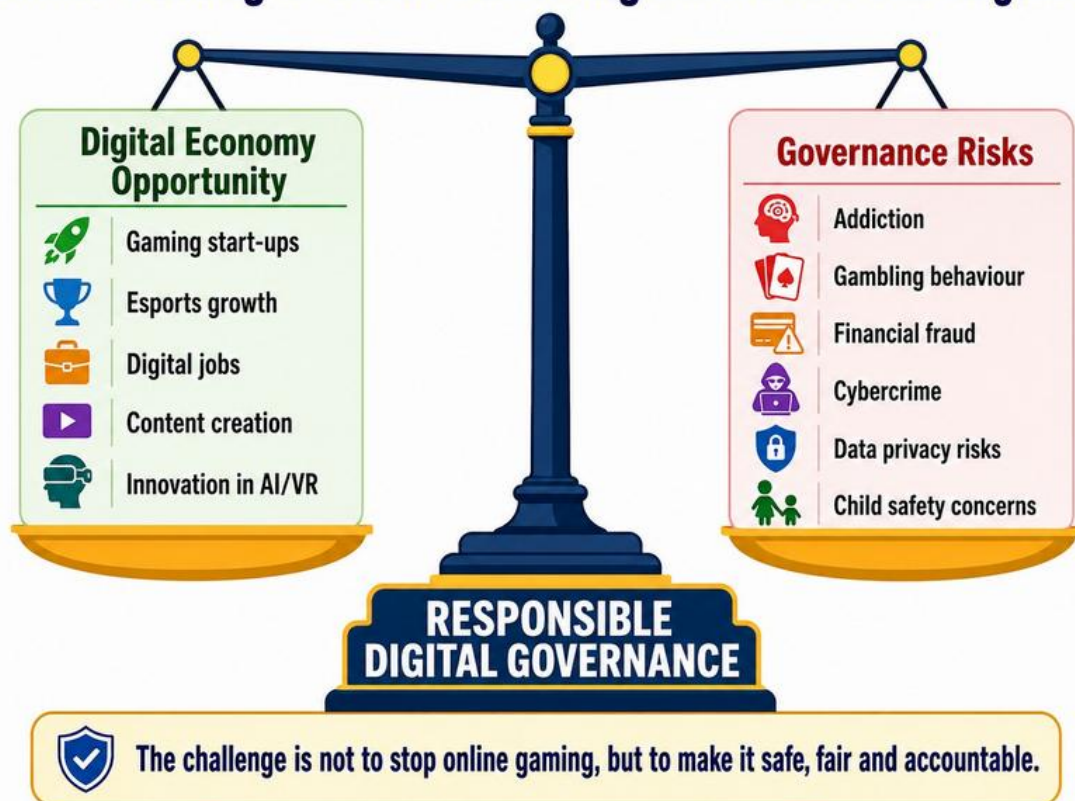 Digital Economy
Opportunity
Gaming start-ups
Esports growth
Digital jobs
Content creation
Innovation in AI/VR
Governance Risks
Addiction
Gambling behaviour
Financial fraud
Cybercrime
Data privacy risks
Child safety concerns
RESPONSIBLE
DIGITAL GOVERNANCE
The challenge is not to stop online gaming, but to make it safe, fair and accountable.